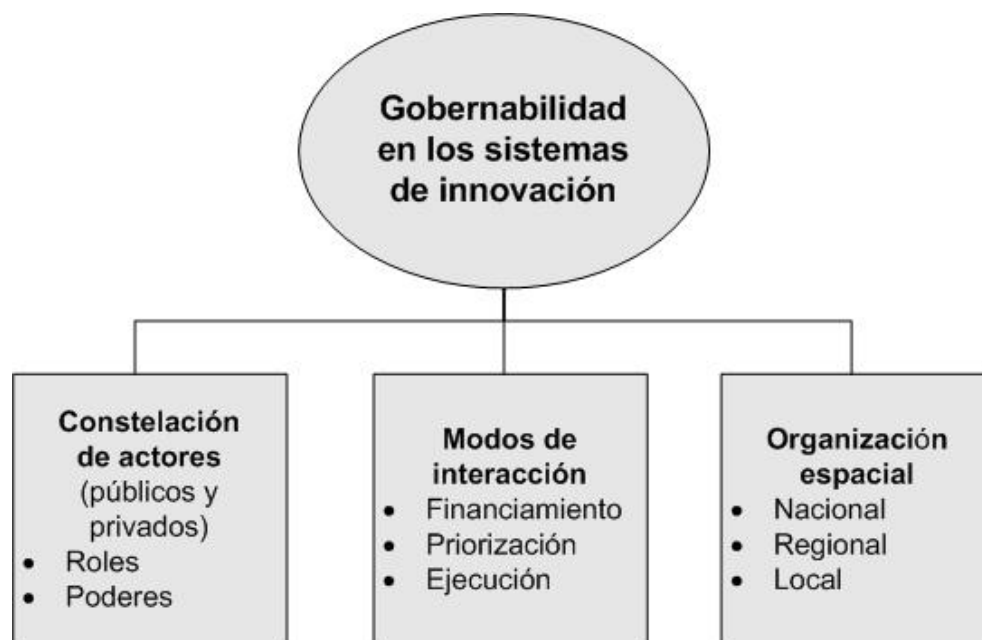 Gobernabilidad
en los sistemas
de innovación
Constelación
de actores
(públicos y
privados)
• Roles
• Poderes
Modos de
interacción
• Financiamiento
• Priorización
• Ejecución
Organización
espacial
• Nacional
• Regional
• Local